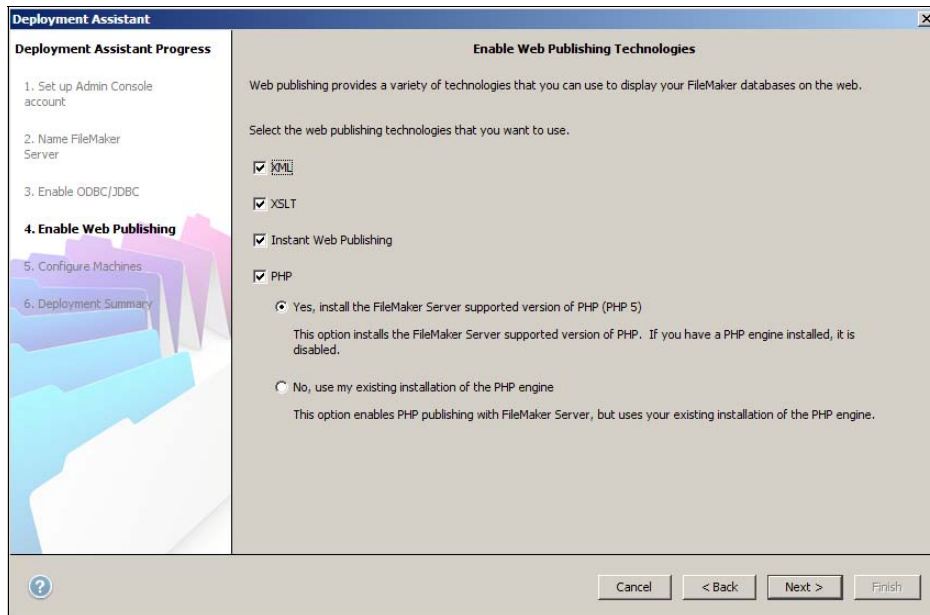 Deployment Assistant
Deployment Assistant Progress
1. Set up Admin Console
account
2. Name FileMaker
Server
3. Enable ODBC/JDBC
4. Enable Web Publishing
5. Configure Machines
6. Deployment Summary
Enable Web Publishing Technologies
Web publishing provides a variety of technologies that you can use to display your FileMaker databases on the web.
Select the web publishing technologies that you want to use.
XML
XSLT
Instant Web Publishing
PHP
Yes, install the FileMaker Server supported version of PHP (PHP 5)
This option installs the FileMaker Server supported version of PHP. If you have a PHP engine installed, it is
disabled.
No, use my existing installation of the PHP engine
This option enables PHP publishing with FileMaker Server, but uses your existing installation of the PHP engine.
?
Cancel
< Back
Next >
Finish